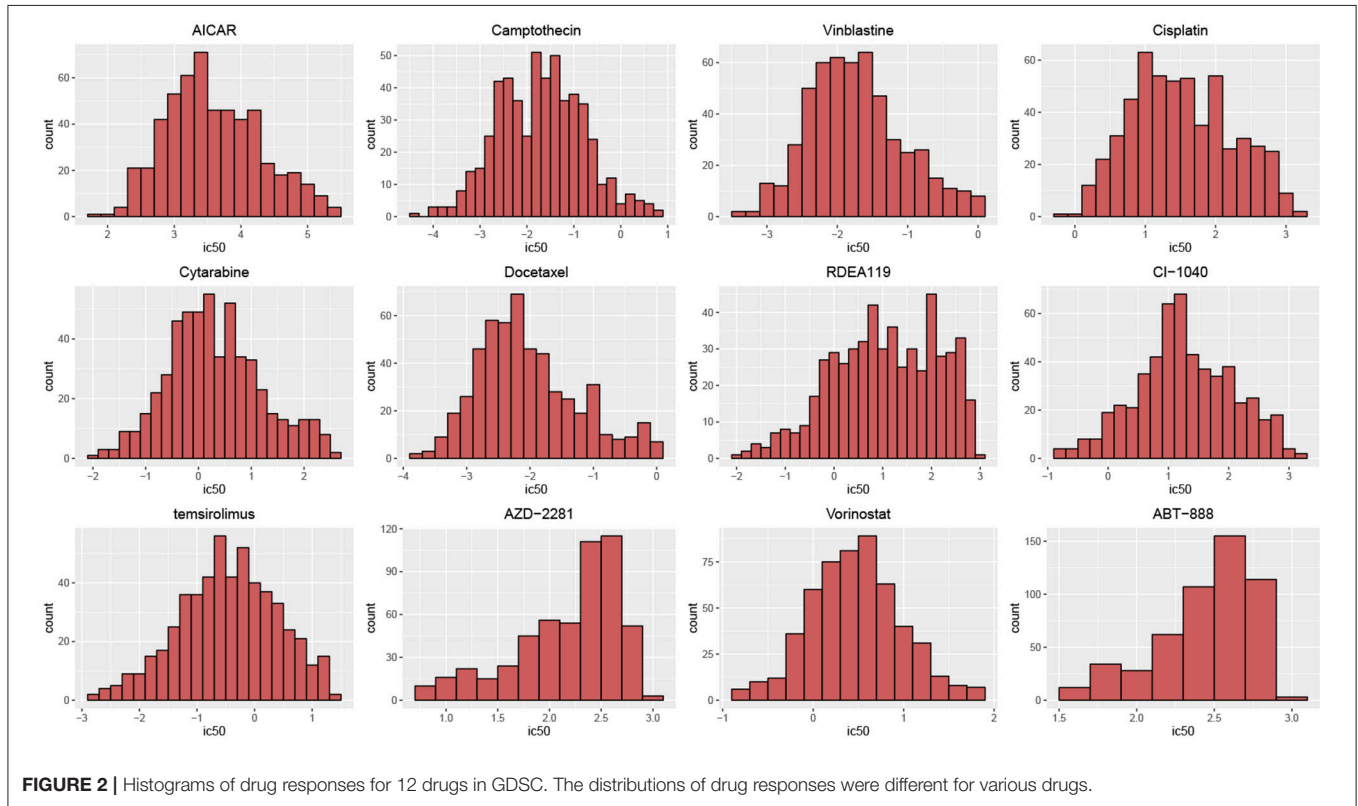 AICAR
Camptothecin
Vinblastine
Cisplatin
count
60
40
20
0
2
3
4
5
ic50
count
50
40
30
20
10
0
−4
−3
−2
−1
0
1
ic50
count
60
40
20
0
−3
−2
−1
0
ic50
count
60
40
20
0
0
1
2
3
ic50
Cytarabine
Docetaxel
RDEA119
CI−1040
count
40
20
0
−2
−1
0
1
2
ic50
count
60
40
20
0
−4
−3
−2
−1
0
ic50
count
40
30
20
10
0
−2
−1
0
1
2
3
ic50
count
60
40
20
0
−1
0
1
2
3
ic50
temsirolimus
AZD−2281
Vorinostat
ABT−888
count
40
20
0
−3
−2
−1
0
1
ic50
count
120
90
60
30
0
1.0
1.5
2.0
2.5
3.0
ic50
count
75
50
25
0
−1
0
1
2
ic50
count
150
100
50
0
1.5
2.0
2.5
3.0
ic50
FIGURE 2 | Histograms of drug responses for 12 drugs in GDSC. The distributions of drug responses were different for various drugs.